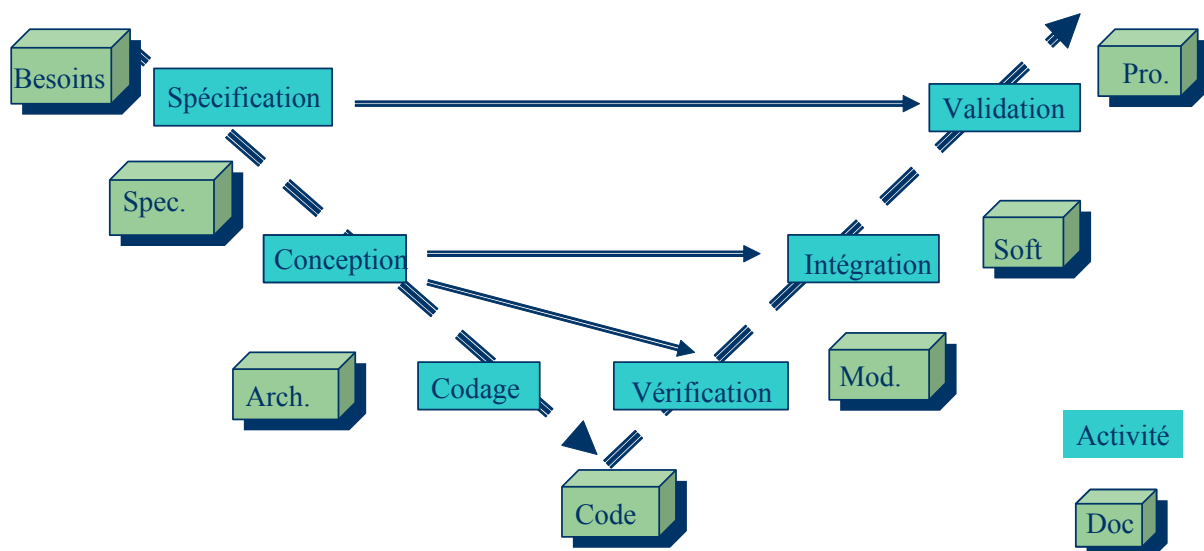 Besoins
Spécification
Validation
Pro.
Spec.
Conception
Intégration
Soft
Arch.
Codage
Vérification
Mod.
Activité
Code
Doc